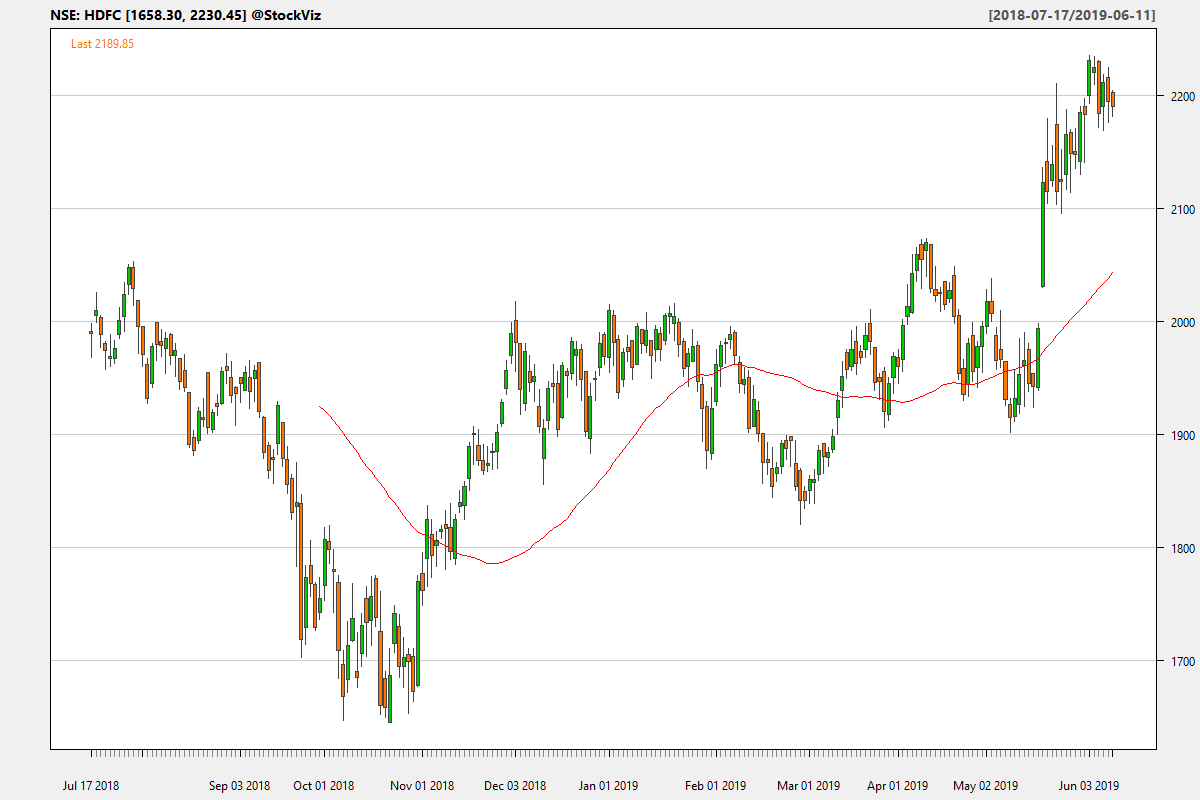 NSE: HDFC [1658.30, 2230.45] @StockViz
[2018-07-17/2019-06-11]
Last 2189.85
2200
2100
2000
1900
1800
1700
Jul 17 2018
Sep 03 2018
Oct 01 2018
Nov 01 2018
Dec 03 2018
Jan 01 2019
Feb 01 2019
Mar 01 2019
Apr 01 2019
May 02 2019
Jun 03 2019